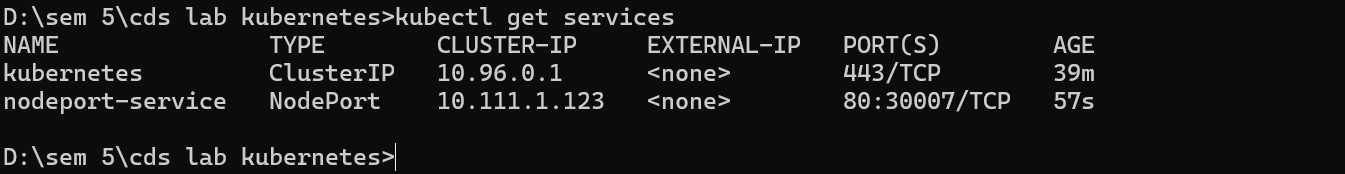 D:\sem 5\cds lab kubernetes>kubectl get services
NAME               TYPE        CLUSTER-IP     EXTERNAL-IP   PORT(S)        AGE
kubernetes         ClusterIP   10.96.0.1      <none>        443/TCP        39m
nodeport-service   NodePort    10.111.1.123   <none>        80:30007/TCP   57s
D:\sem 5\cds lab kubernetes>